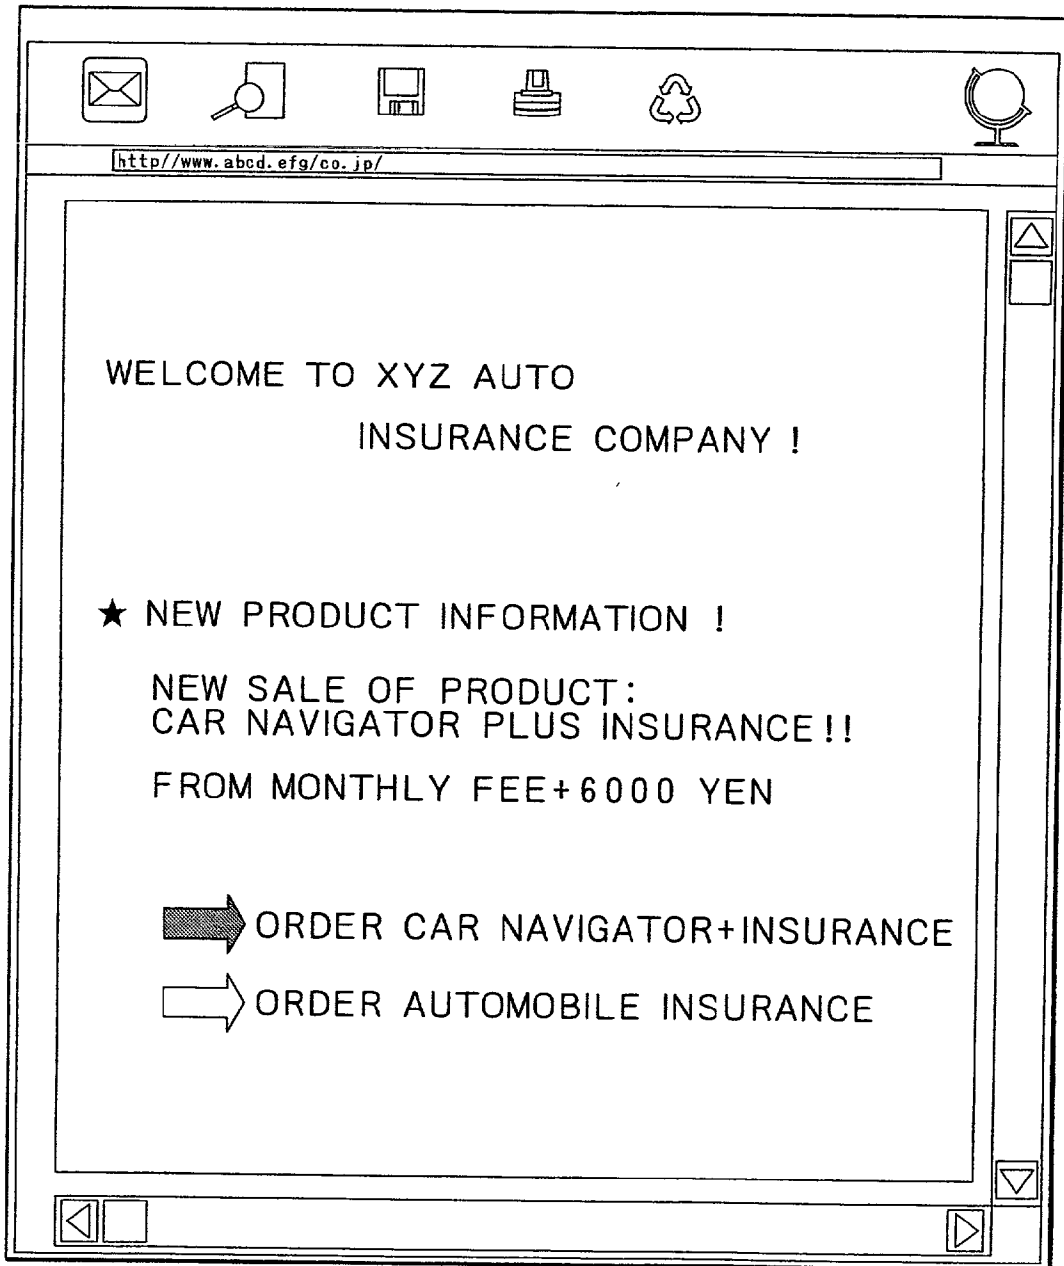 http//www.abcd.efg/co.jp/
WELCOME TO XYZ AUTO
INSURANCE COMPANY !
★ NEW PRODUCT INFORMATION !
NEW SALE OF PRODUCT:
CAR NAVIGATOR PLUS INSURANCE!!
FROM MONTHLY FEE+6000 YEN
ORDER CAR NAVIGATOR+INSURANCE
ORDER AUTOMOBILE INSURANCE